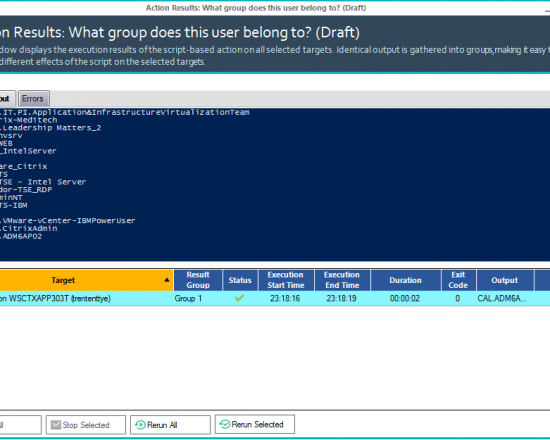 Action Results: What group does this user belong to? (Draft)
on Results: What group does this user belong to? (Draft)
dow displays the execution results of the script-based action on all selected targets. Identical output is gathered into groups,making it easy t
different effects of the script on the selected targets.
out Errors
.IT.PI.Application&InfrastructureVirtualizationTeam
rix-Meditech
.Leadership Matters_2
nvsrv
WEB
_IntelServer
are_Citrix
TS
TSE - Intel Server
dor-TSE_RDP
minNT
TS-IBM
.VMware-vCenter-IBMPowerUser
.CitrixAdmin
.ADM6AP02
Target Result Group Status Execution Start Time Execution End Time Duration Exit Code Output
on WSCTXAPP303T (trententtye) Group 1 23:18:16 23:18:19 00:00:02 0 CAL.ADM6A...
ll Stop Selected Rerun All Rerun Selected